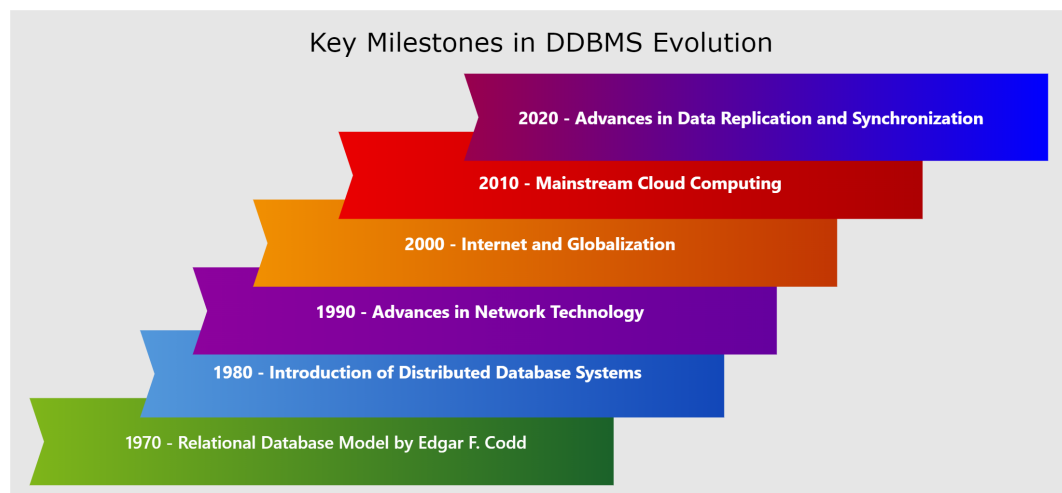 Key Milestones in DDBMS Evolution
2020 - Advances in Data Replication and Synchronization
2010 - Mainstream Cloud Computing
2000 - Internet and Globalization
1990 - Advances in Network Technology
1980 - Introduction of Distributed Database Systems
1970 - Relational Database Model by Edgar F. Codd